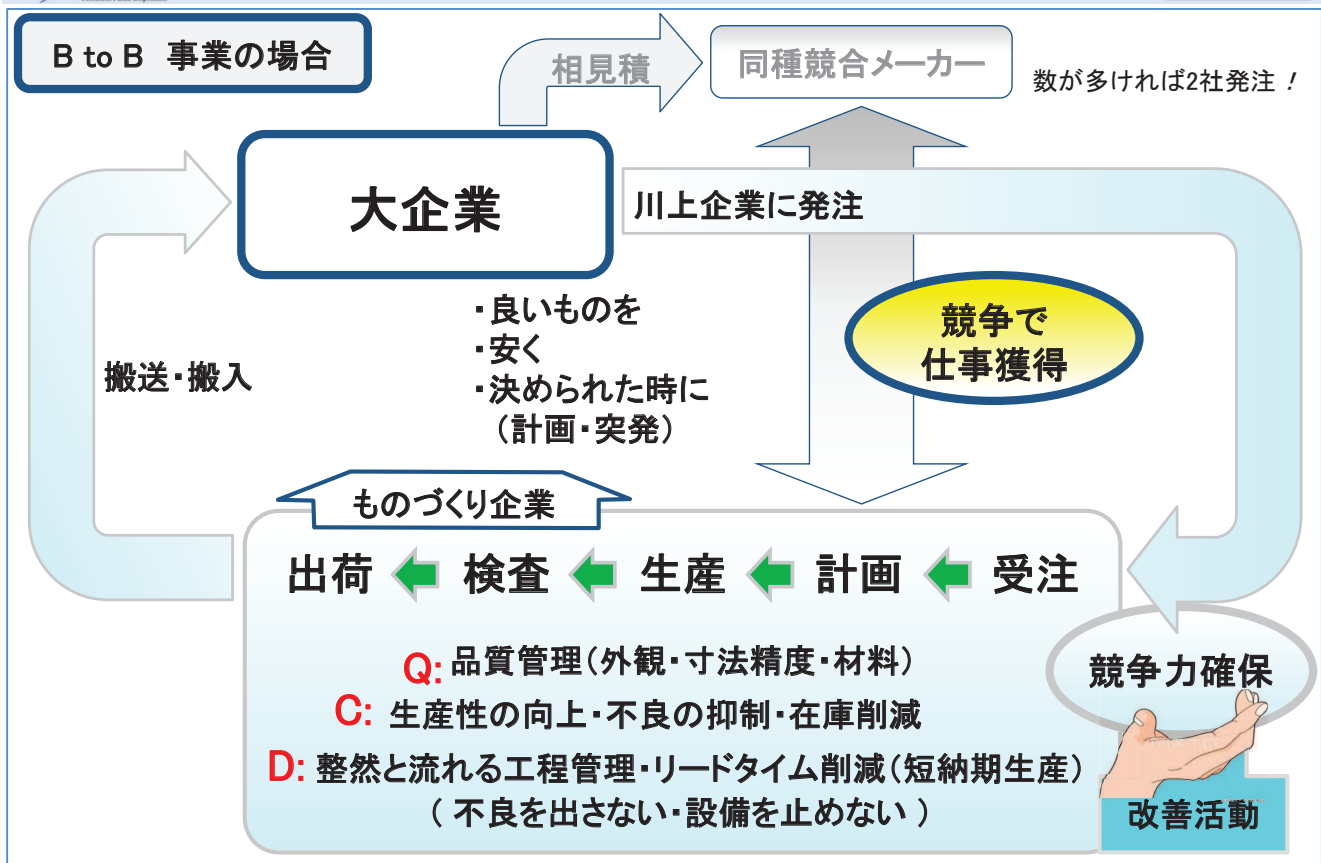 B to B 事業の場合
相見積
同種競合メーカー
数が多ければ2社発注！
大企業
川上企業に発注
・良いものを
・安く
・決められた時に
（計画・突発）
競争で
仕事獲得
搬送・搬入
ものづくり企業
出荷 検査 生産 計画 受注
Q: 品質管理（外観・寸法精度・材料）
C: 生産性の向上・不良の抑制・在庫削減
D: 整然と流れる工程管理・リードタイム削減（短納期生産）
（ 不良を出さない・設備を止めない ）
競争力確保
改善活動